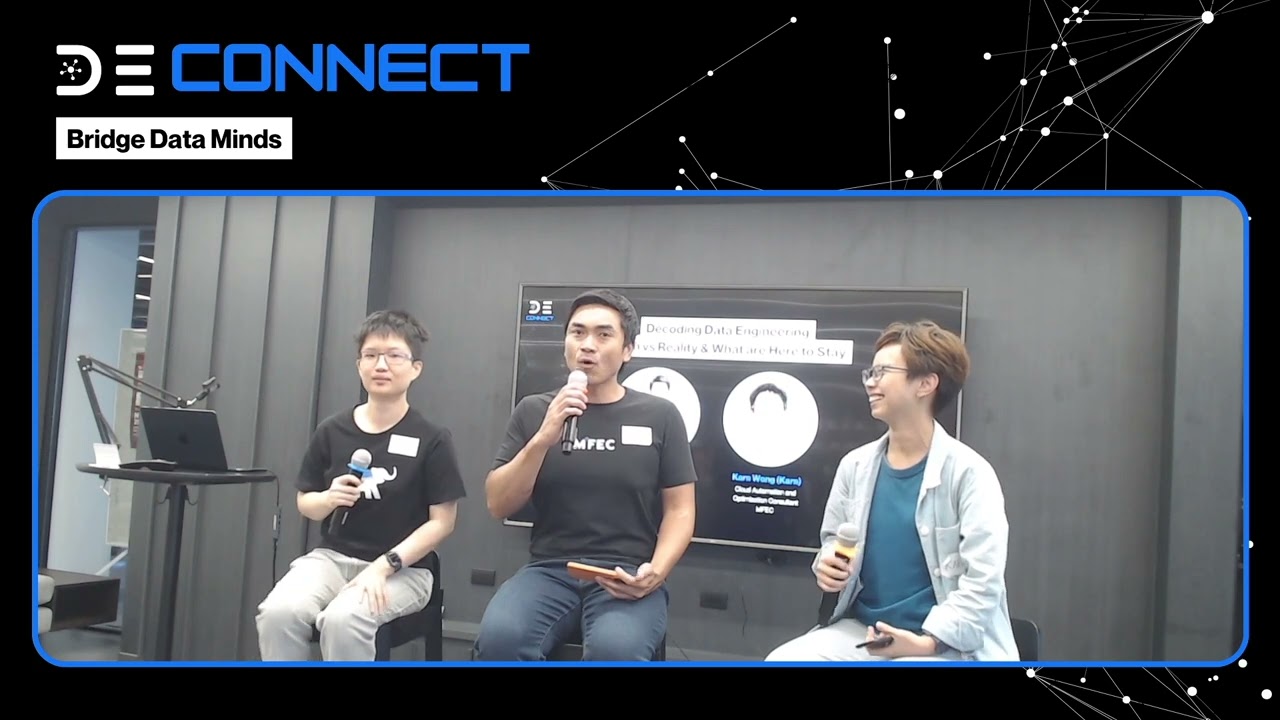 DE CONNECT
Bridge Data Minds
DE
CONNECT
Decoding Data Engineering:
vs Reality & What are Here to Stay
MFEC
Karn Wong (Karn)
Cloud Automation and
Optimization Consultant
MFEC